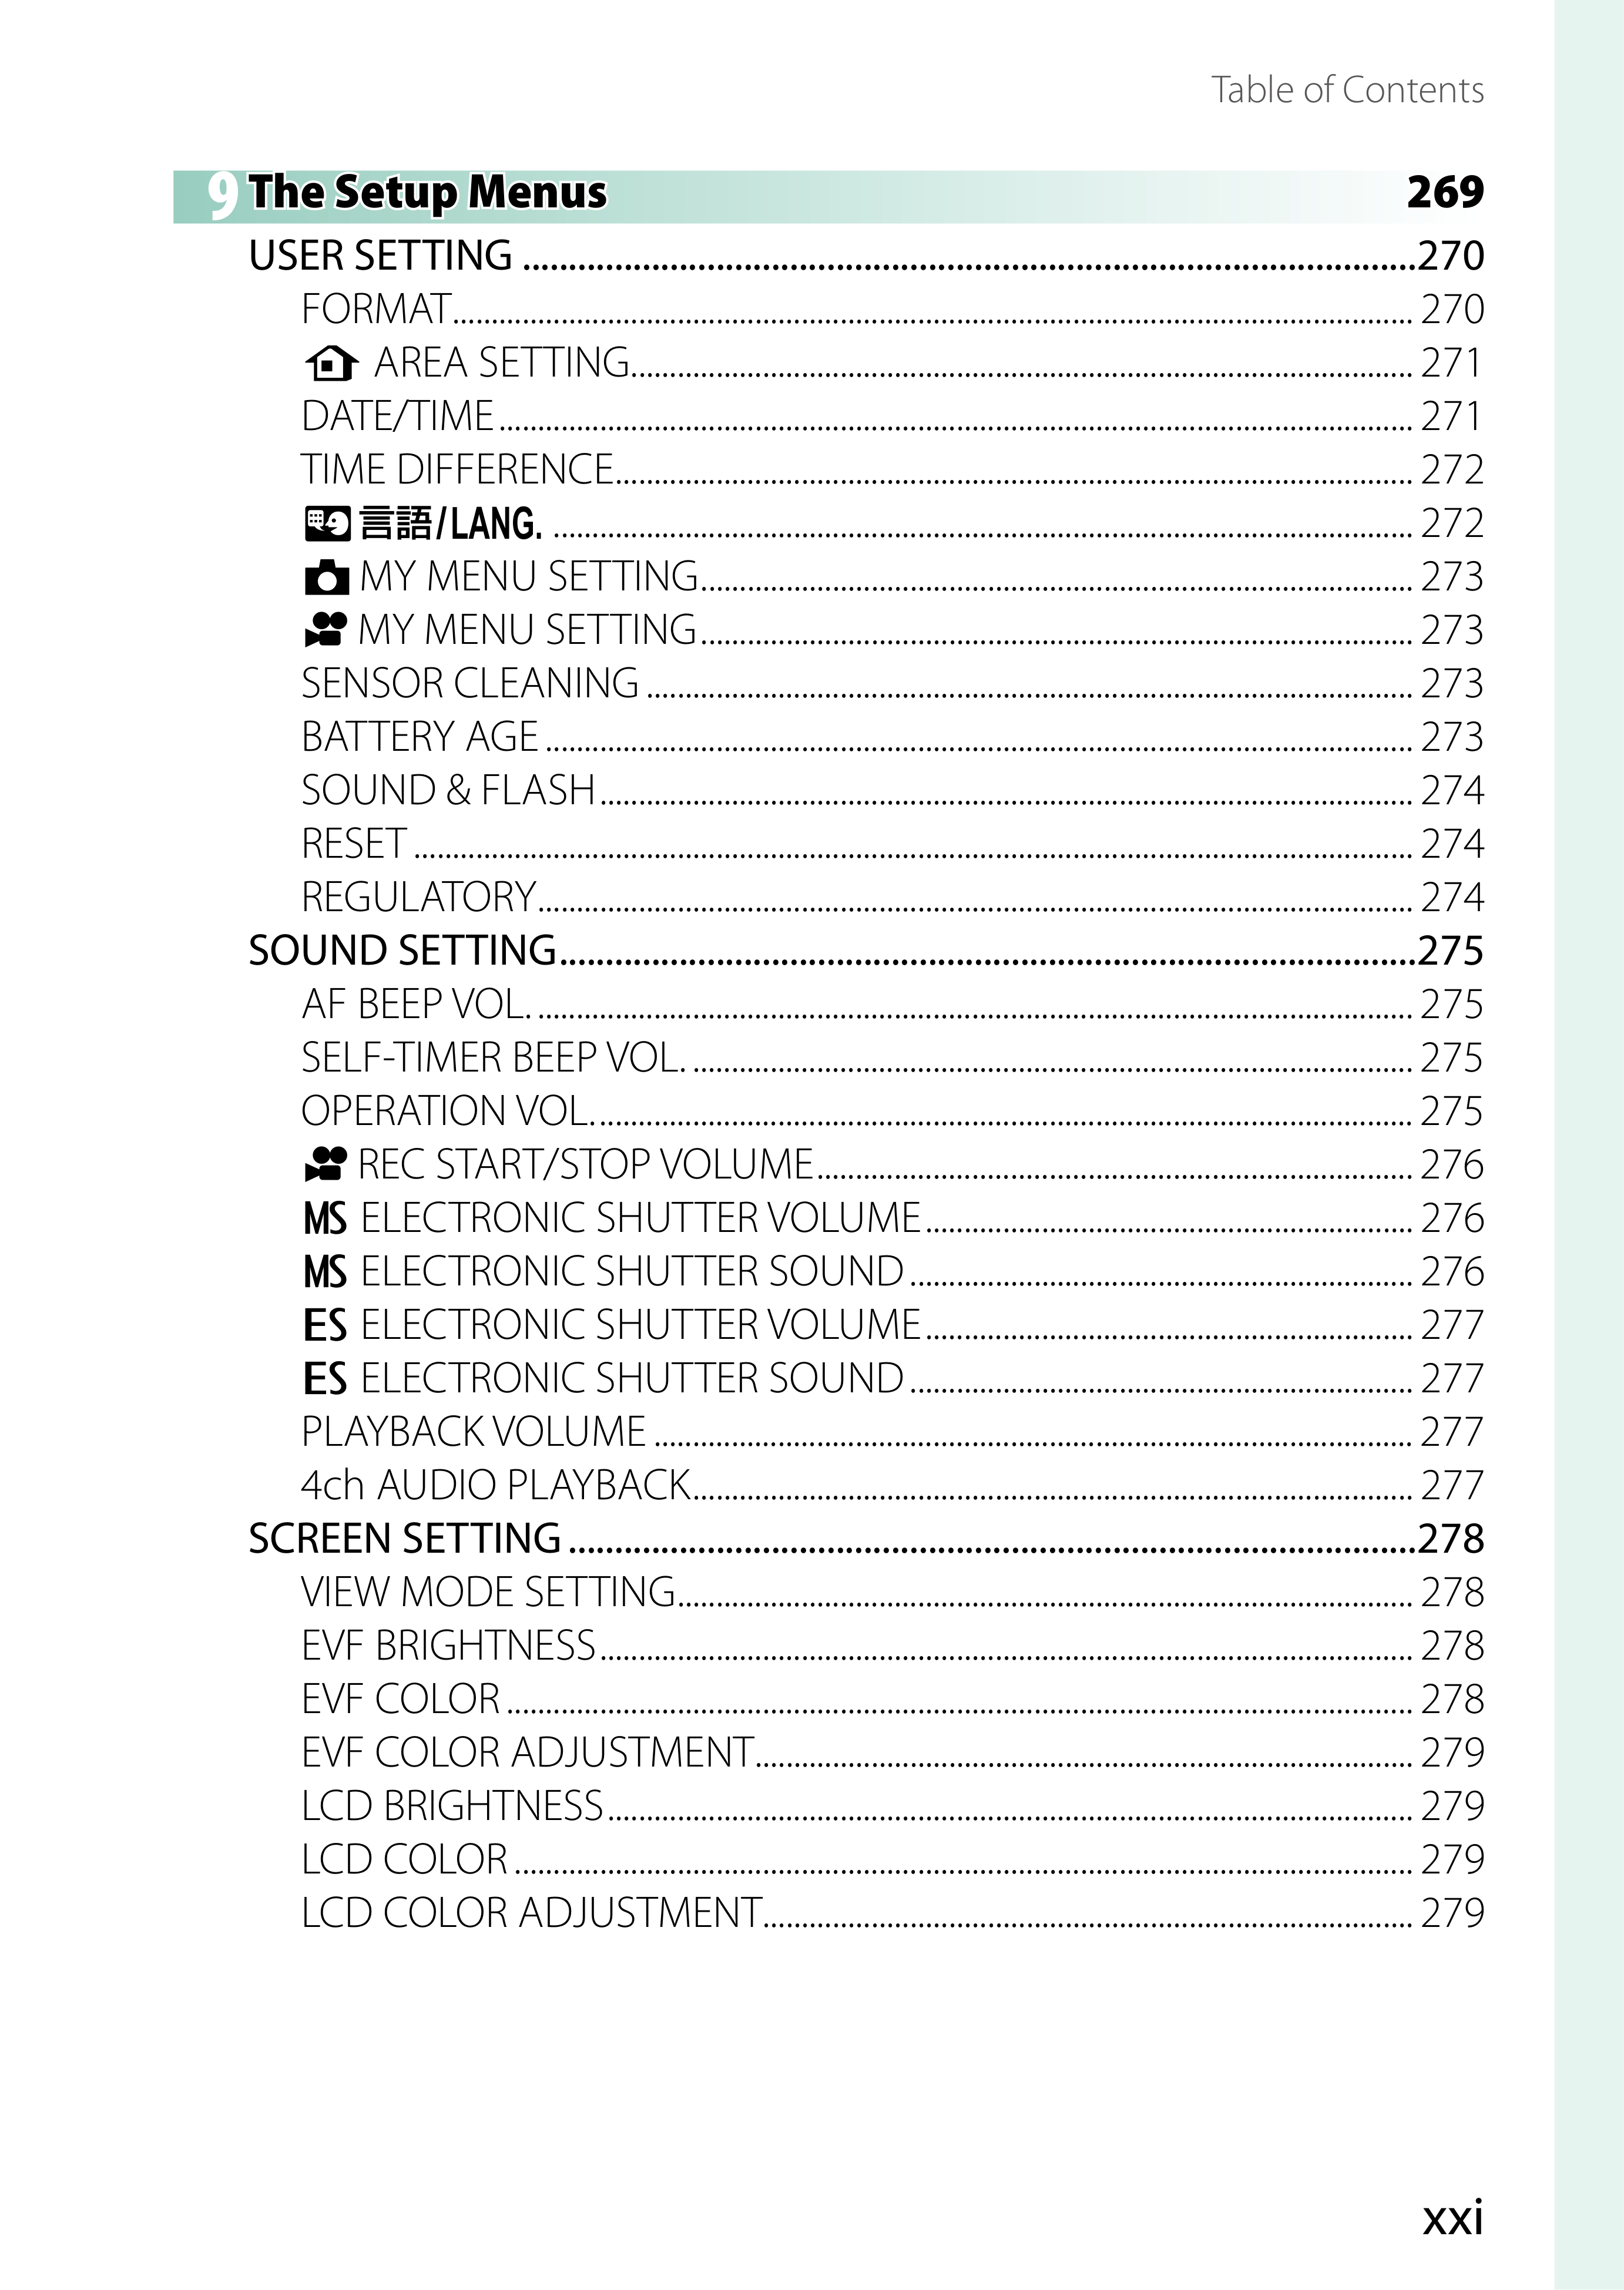 Table of Contents
9 The Setup Menus 269
USER SETTING ........ 270
FORMAT ........ 270
AREA SETTING ........ 271
DATE/TIME ........ 271
TIME DIFFERENCE ........ 272
言語/LANG. ........ 272
MY MENU SETTING ........ 273
MY MENU SETTING ........ 273
SENSOR CLEANING ........ 273
BATTERY AGE ........ 273
SOUND & FLASH ........ 274
RESET ........ 274
REGULATORY ........ 274
SOUND SETTING ........ 275
AF BEEP VOL. ........ 275
SELF-TIMER BEEP VOL. ........ 275
OPERATION VOL. ........ 275
REC START/STOP VOLUME ........ 276
MS ELECTRONIC SHUTTER VOLUME ........ 276
MS ELECTRONIC SHUTTER SOUND ........ 276
ES ELECTRONIC SHUTTER VOLUME ........ 277
ES ELECTRONIC SHUTTER SOUND ........ 277
PLAYBACK VOLUME ........ 277
4ch AUDIO PLAYBACK ........ 277
SCREEN SETTING ........ 278
VIEW MODE SETTING ........ 278
EVF BRIGHTNESS ........ 278
EVF COLOR ........ 278
EVF COLOR ADJUSTMENT ........ 279
LCD BRIGHTNESS ........ 279
LCD COLOR ........ 279
LCD COLOR ADJUSTMENT ........ 279
xxi